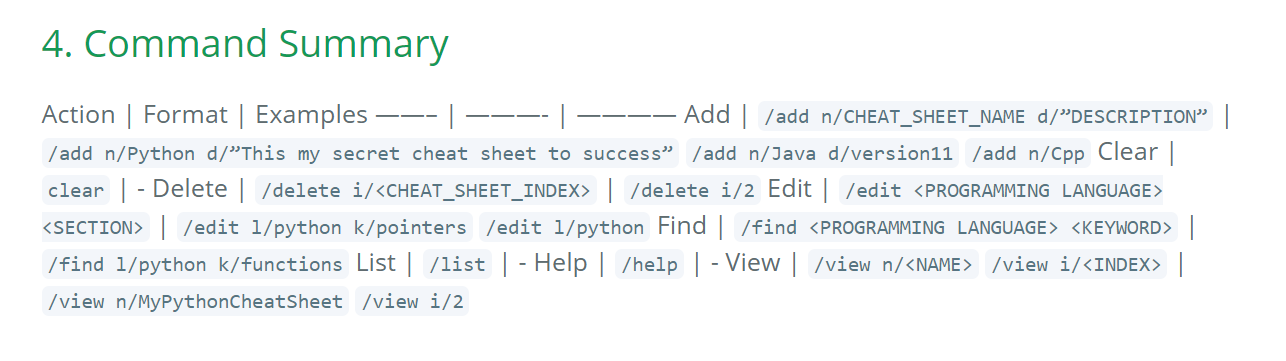 4. Command Summary
Action | Format | Examples ——– | ———- | ———— Add | /add n/CHEAT_SHEET_NAME d/”DESCRIPTION” |
/add n/Python d/”This my secret cheat sheet to success” /add n/Java d/version11 /add n/Cpp Clear |
clear | - Delete | /delete i/<CHEAT_SHEET_INDEX> | /delete i/2 Edit | /edit <PROGRAMMING LANGUAGE>
<SECTION> | /edit l/python k/pointers /edit l/python Find | /find <PROGRAMMING LANGUAGE> <KEYWORD> |
/find l/python k/functions List | /list | - Help | /help | - View | /view n/<NAME> /view i/<INDEX> |
/view n/MyPythonCheatSheet /view i/2